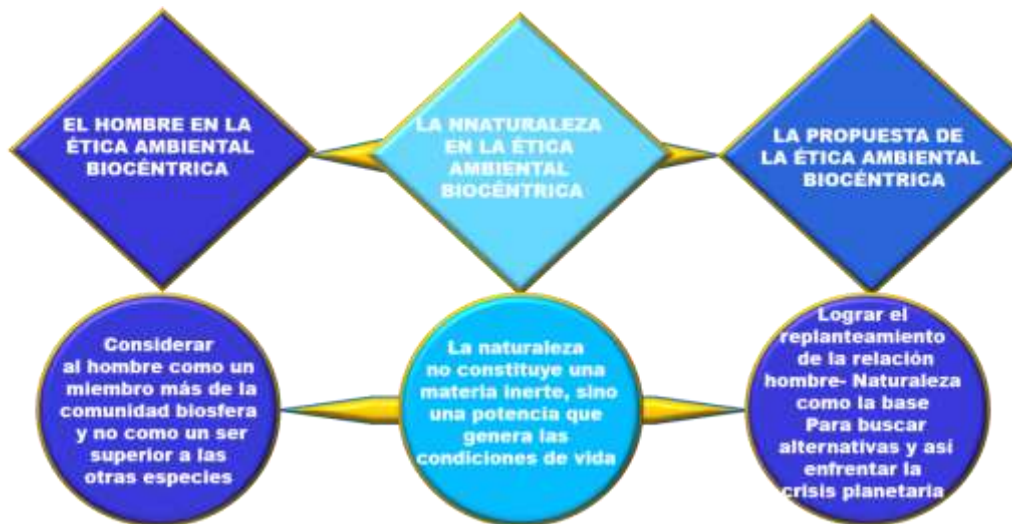 EL HOMBRE EN LA
ÉTICA AMBIENTAL
BIOCÉNTRICA
LA NNATURALEZA
EN LA ÉTICA
AMBIENTAL
BIOCÉNTRICA
LA PROPUESTA DE
LA ÉTICA AMBIENTAL
BIOCÉNTRICA
Considerar
al hombre como un
miembro más de la
comunidad biosfera
y no como un ser
superior a las
otras especies
La naturaleza
no constituye una
materia inerte, sino
una potencia que
genera las
condiciones de vida
Lograr el
replanteamiento
de la relación
hombre- Naturaleza
como la base
Para buscar
alternativas y así
enfrentar la
crisis planetaria